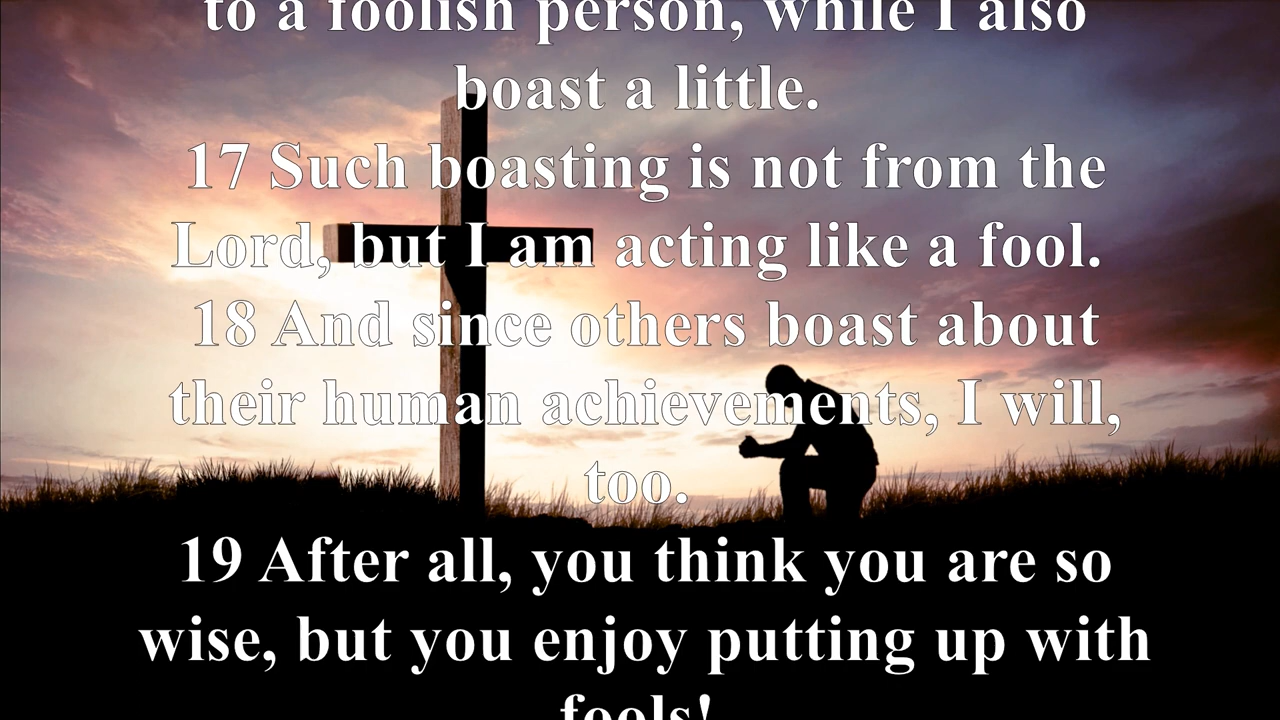 to a foolish person, while I also
boast a little.
17 Such boasting is not from the
Lord, but I am acting like a fool.
18 And since others boast about
their human achievements, I will,
too.
19 After all, you think you are so
wise, but you enjoy putting up with
fools!